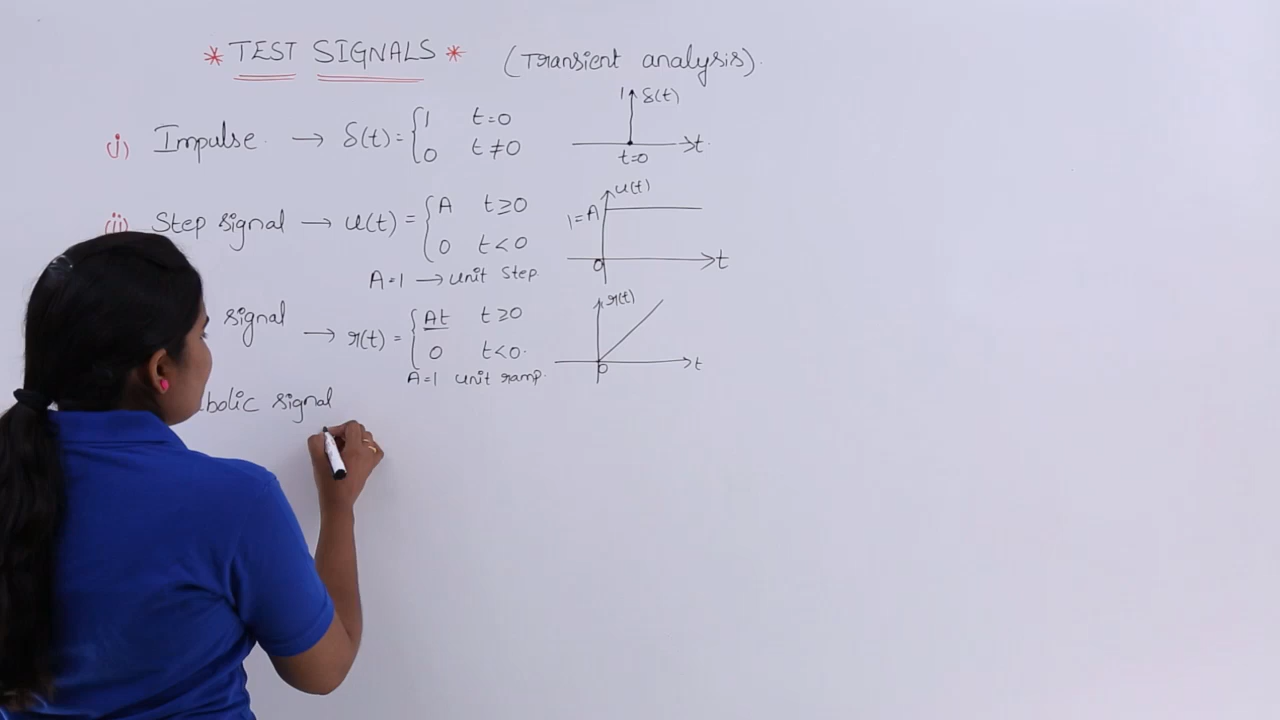 * TEST SIGNALS * (Transient analysis).
(i) Impulse. → δ(t) = { 1 t=0
0 t≠0
1 δ(t)
t
t=0
(ii) Step signal → u(t) = { A t≥0
0 t<0
A=1 → unit step
u(t)
1=A
0
t
signal → r(t) = { At t≥0
0 t<0.
A=1 unit ramp.
r(t)
0
t
bolic signal